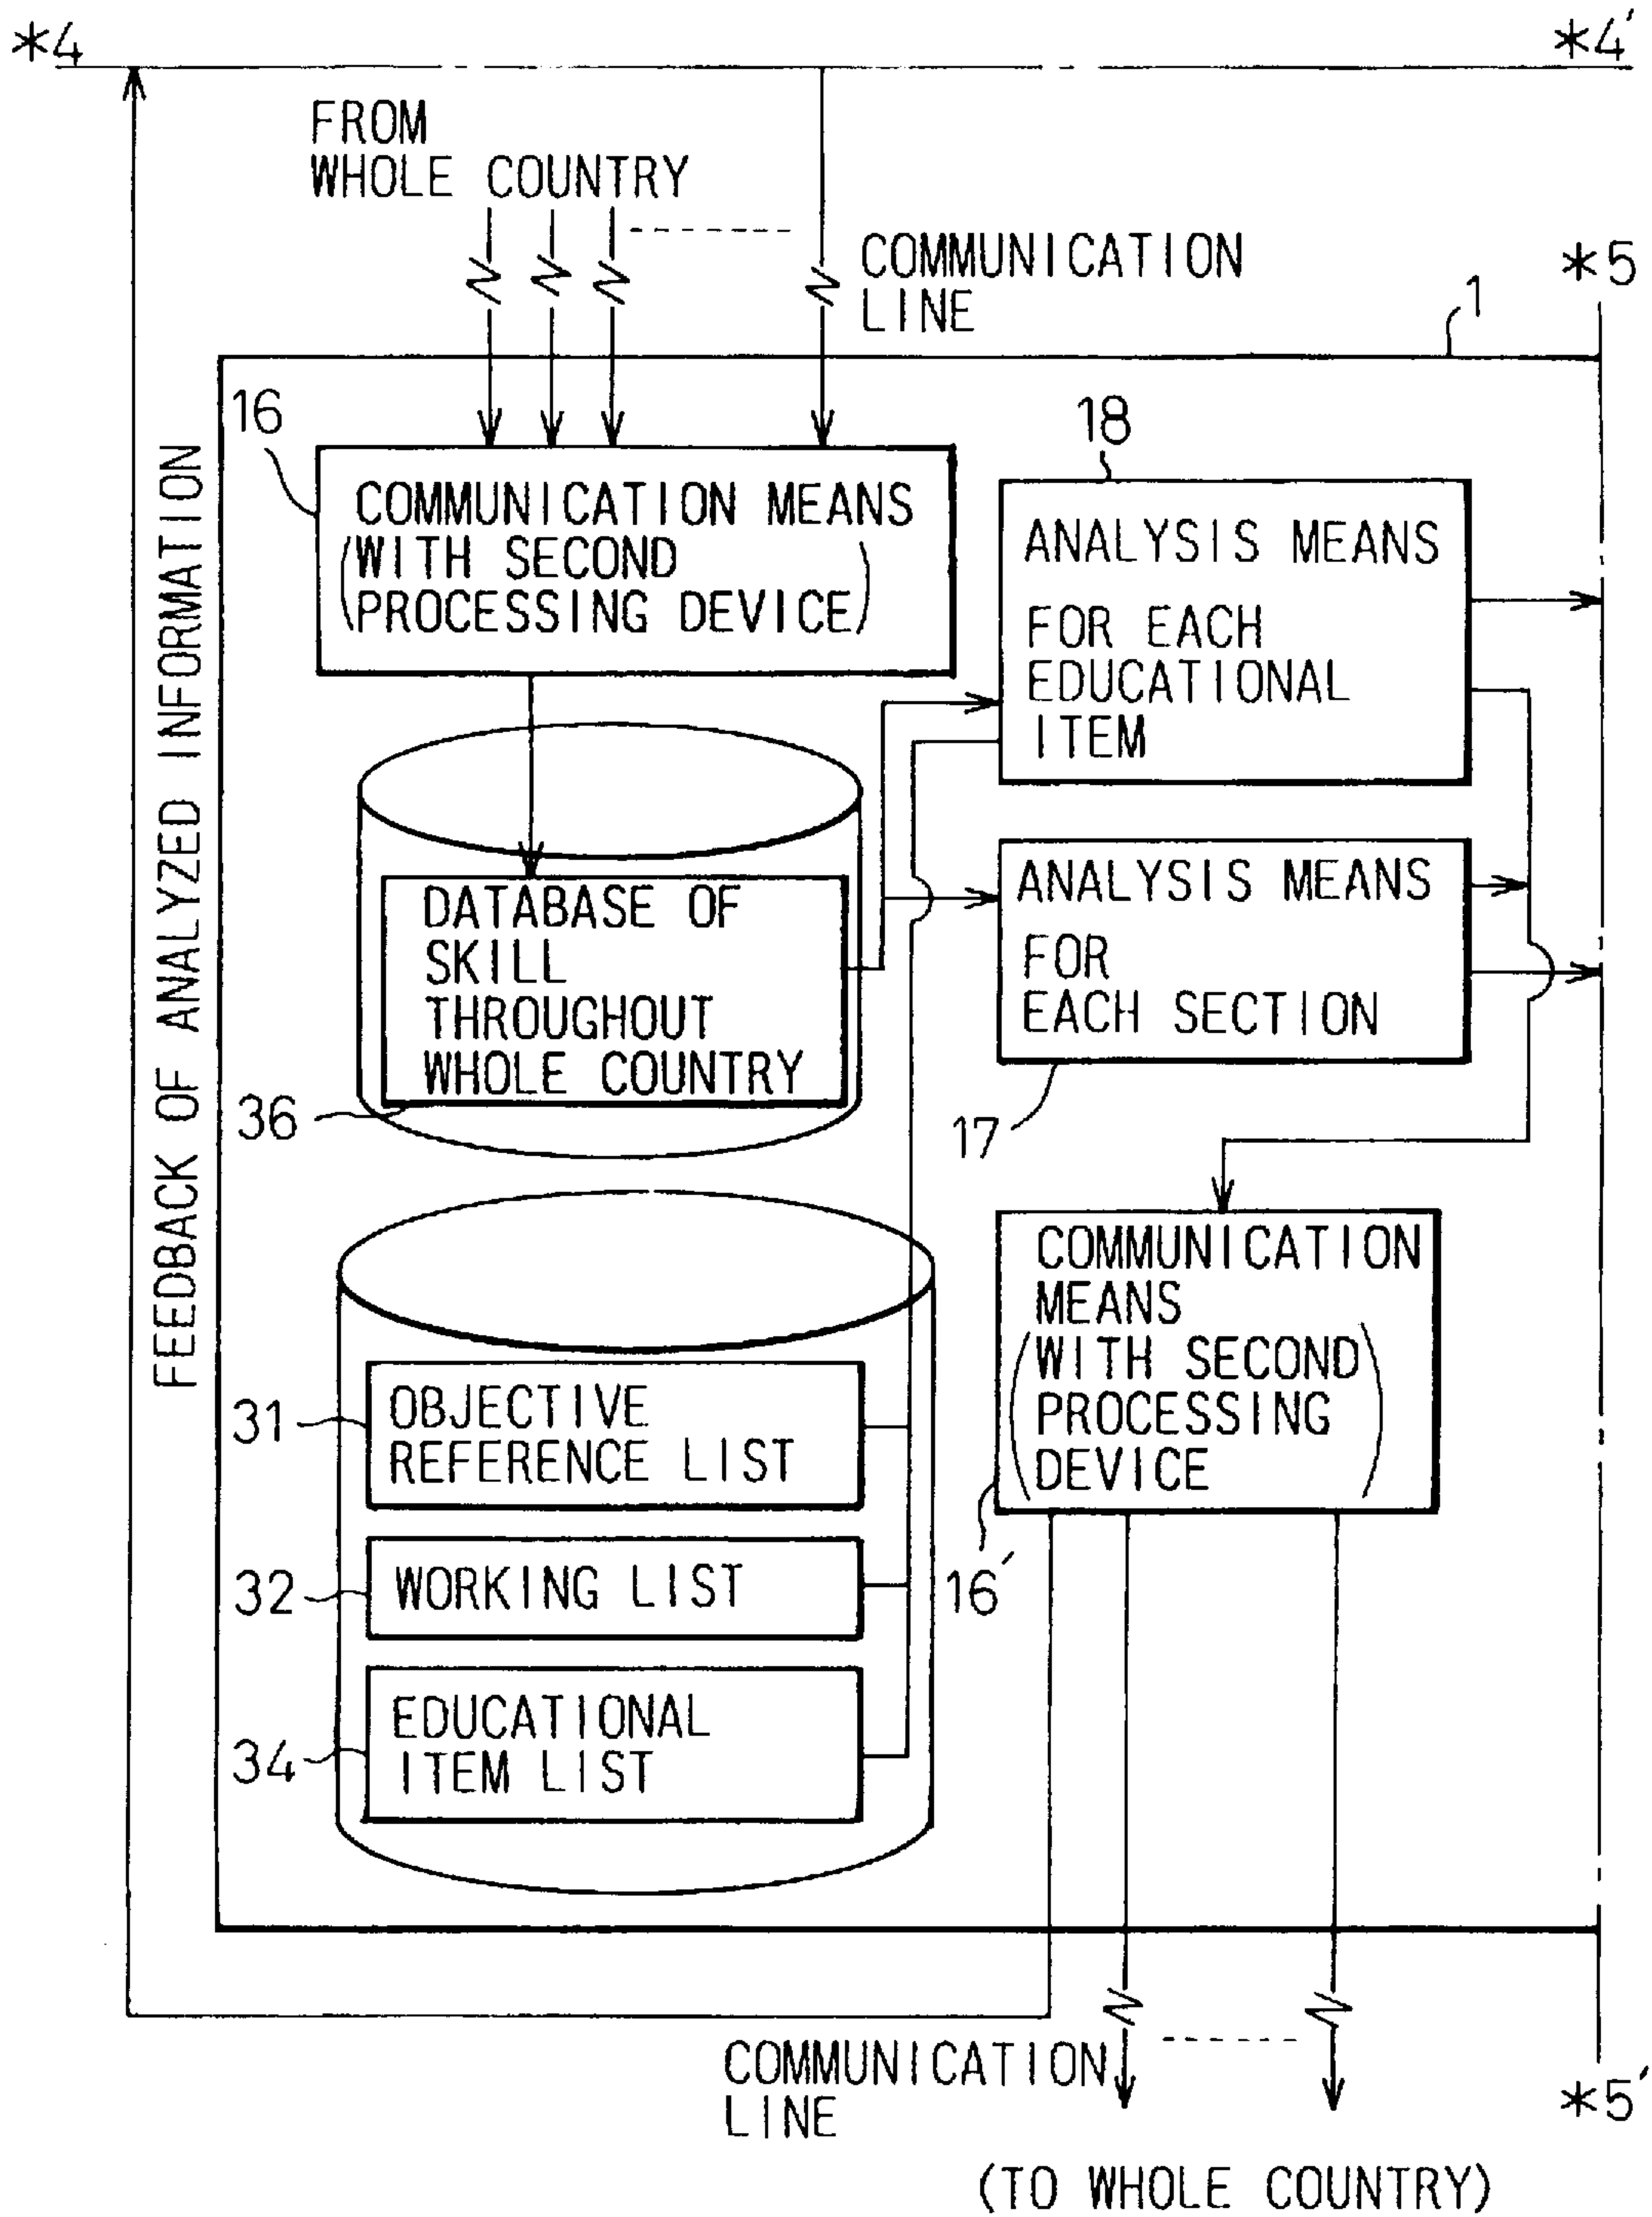 *4
*4'
FROM
WHOLE COUNTRY
COMMUNICATION
LINE
*5
1
16
COMMUNICATION MEANS
(WITH SECOND
PROCESSING DEVICE)
18
ANALYSIS MEANS
FOR EACH
EDUCATIONAL
ITEM
FEEDBACK OF ANALYZED INFORMATION
DATABASE OF
SKILL
THROUGHOUT
WHOLE COUNTRY
36
ANALYSIS MEANS
FOR
EACH SECTION
17
COMMUNICATION
MEANS
(WITH SECOND
PROCESSING
DEVICE)
16'
31
OBJECTIVE
REFERENCE LIST
32
WORKING LIST
34
EDUCATIONAL
ITEM LIST
COMMUNICATION
LINE
*5'
(TO WHOLE COUNTRY)